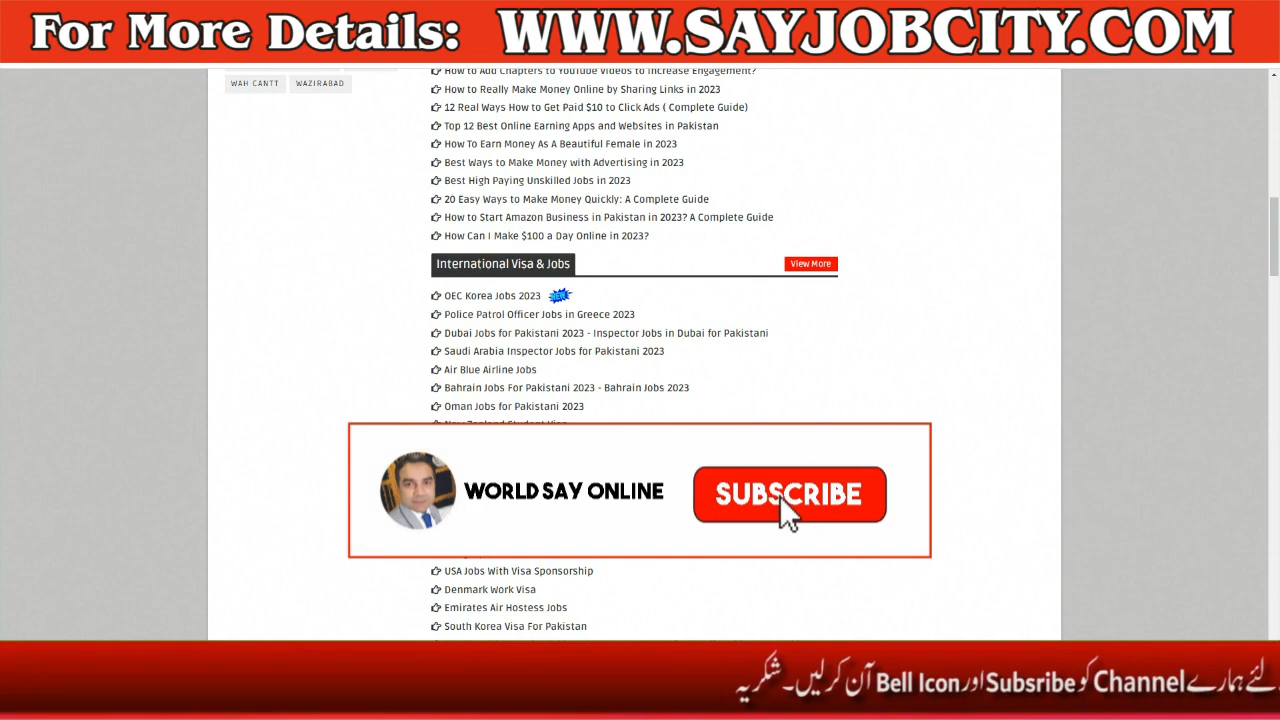 For More Details: WWW.SAYJOBCITY.COM
WAH CANTT WAZIRABAD
How to Add Chapters to YouTube Videos to Increase Engagement?
How to Really Make Money Online by Sharing Links in 2023
12 Real Ways How to Get Paid $10 to Click Ads ( Complete Guide)
Top 12 Best Online Earning Apps and Websites in Pakistan
How To Earn Money As A Beautiful Female in 2023
Best Ways to Make Money with Advertising in 2023
Best High Paying Unskilled Jobs in 2023
20 Easy Ways to Make Money Quickly: A Complete Guide
How to Start Amazon Business in Pakistan in 2023? A Complete Guide
How Can I Make $100 a Day Online in 2023?
International Visa & Jobs View More
OEC Korea Jobs 2023 NEW
Police Patrol Officer Jobs in Greece 2023
Dubai Jobs for Pakistani 2023 - Inspector Jobs in Dubai for Pakistani
Saudi Arabia Inspector Jobs for Pakistani 2023
Air Blue Airline Jobs
Bahrain Jobs For Pakistani 2023 - Bahrain Jobs 2023
Oman Jobs for Pakistani 2023
New Zealand Student Visa
WORLD SAY ONLINE SUBSCRIBE
USA Jobs With Visa Sponsorship
Denmark Work Visa
Emirates Air Hostess Jobs
South Korea Visa For Pakistan
لئے ہمارے Channel کو Subsribe اور Bell Icon آن کرلیں۔ شکریہ